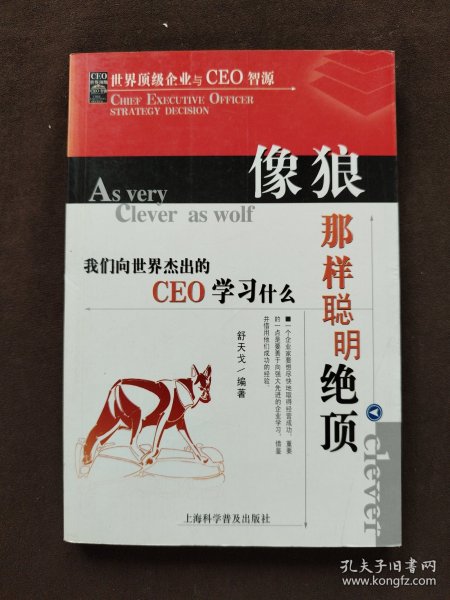 CEO
世界顶级企业与CEO智源
CHIEF EXECUTIVE OFFICER
STRATEGY DECISION
像狼
那样聪明
绝顶
As very
Clever as wolf
我们向世界杰出的
CEO学习什么
舒天戈／编著
■一个企业家要想尽快地取得经营成功，重要
的一点是要善于向强大先进的企业学习，借鉴
并借用他们成功的经验。
clever
上海科学普及出版社
孔夫子旧书网
www.kongfz.com